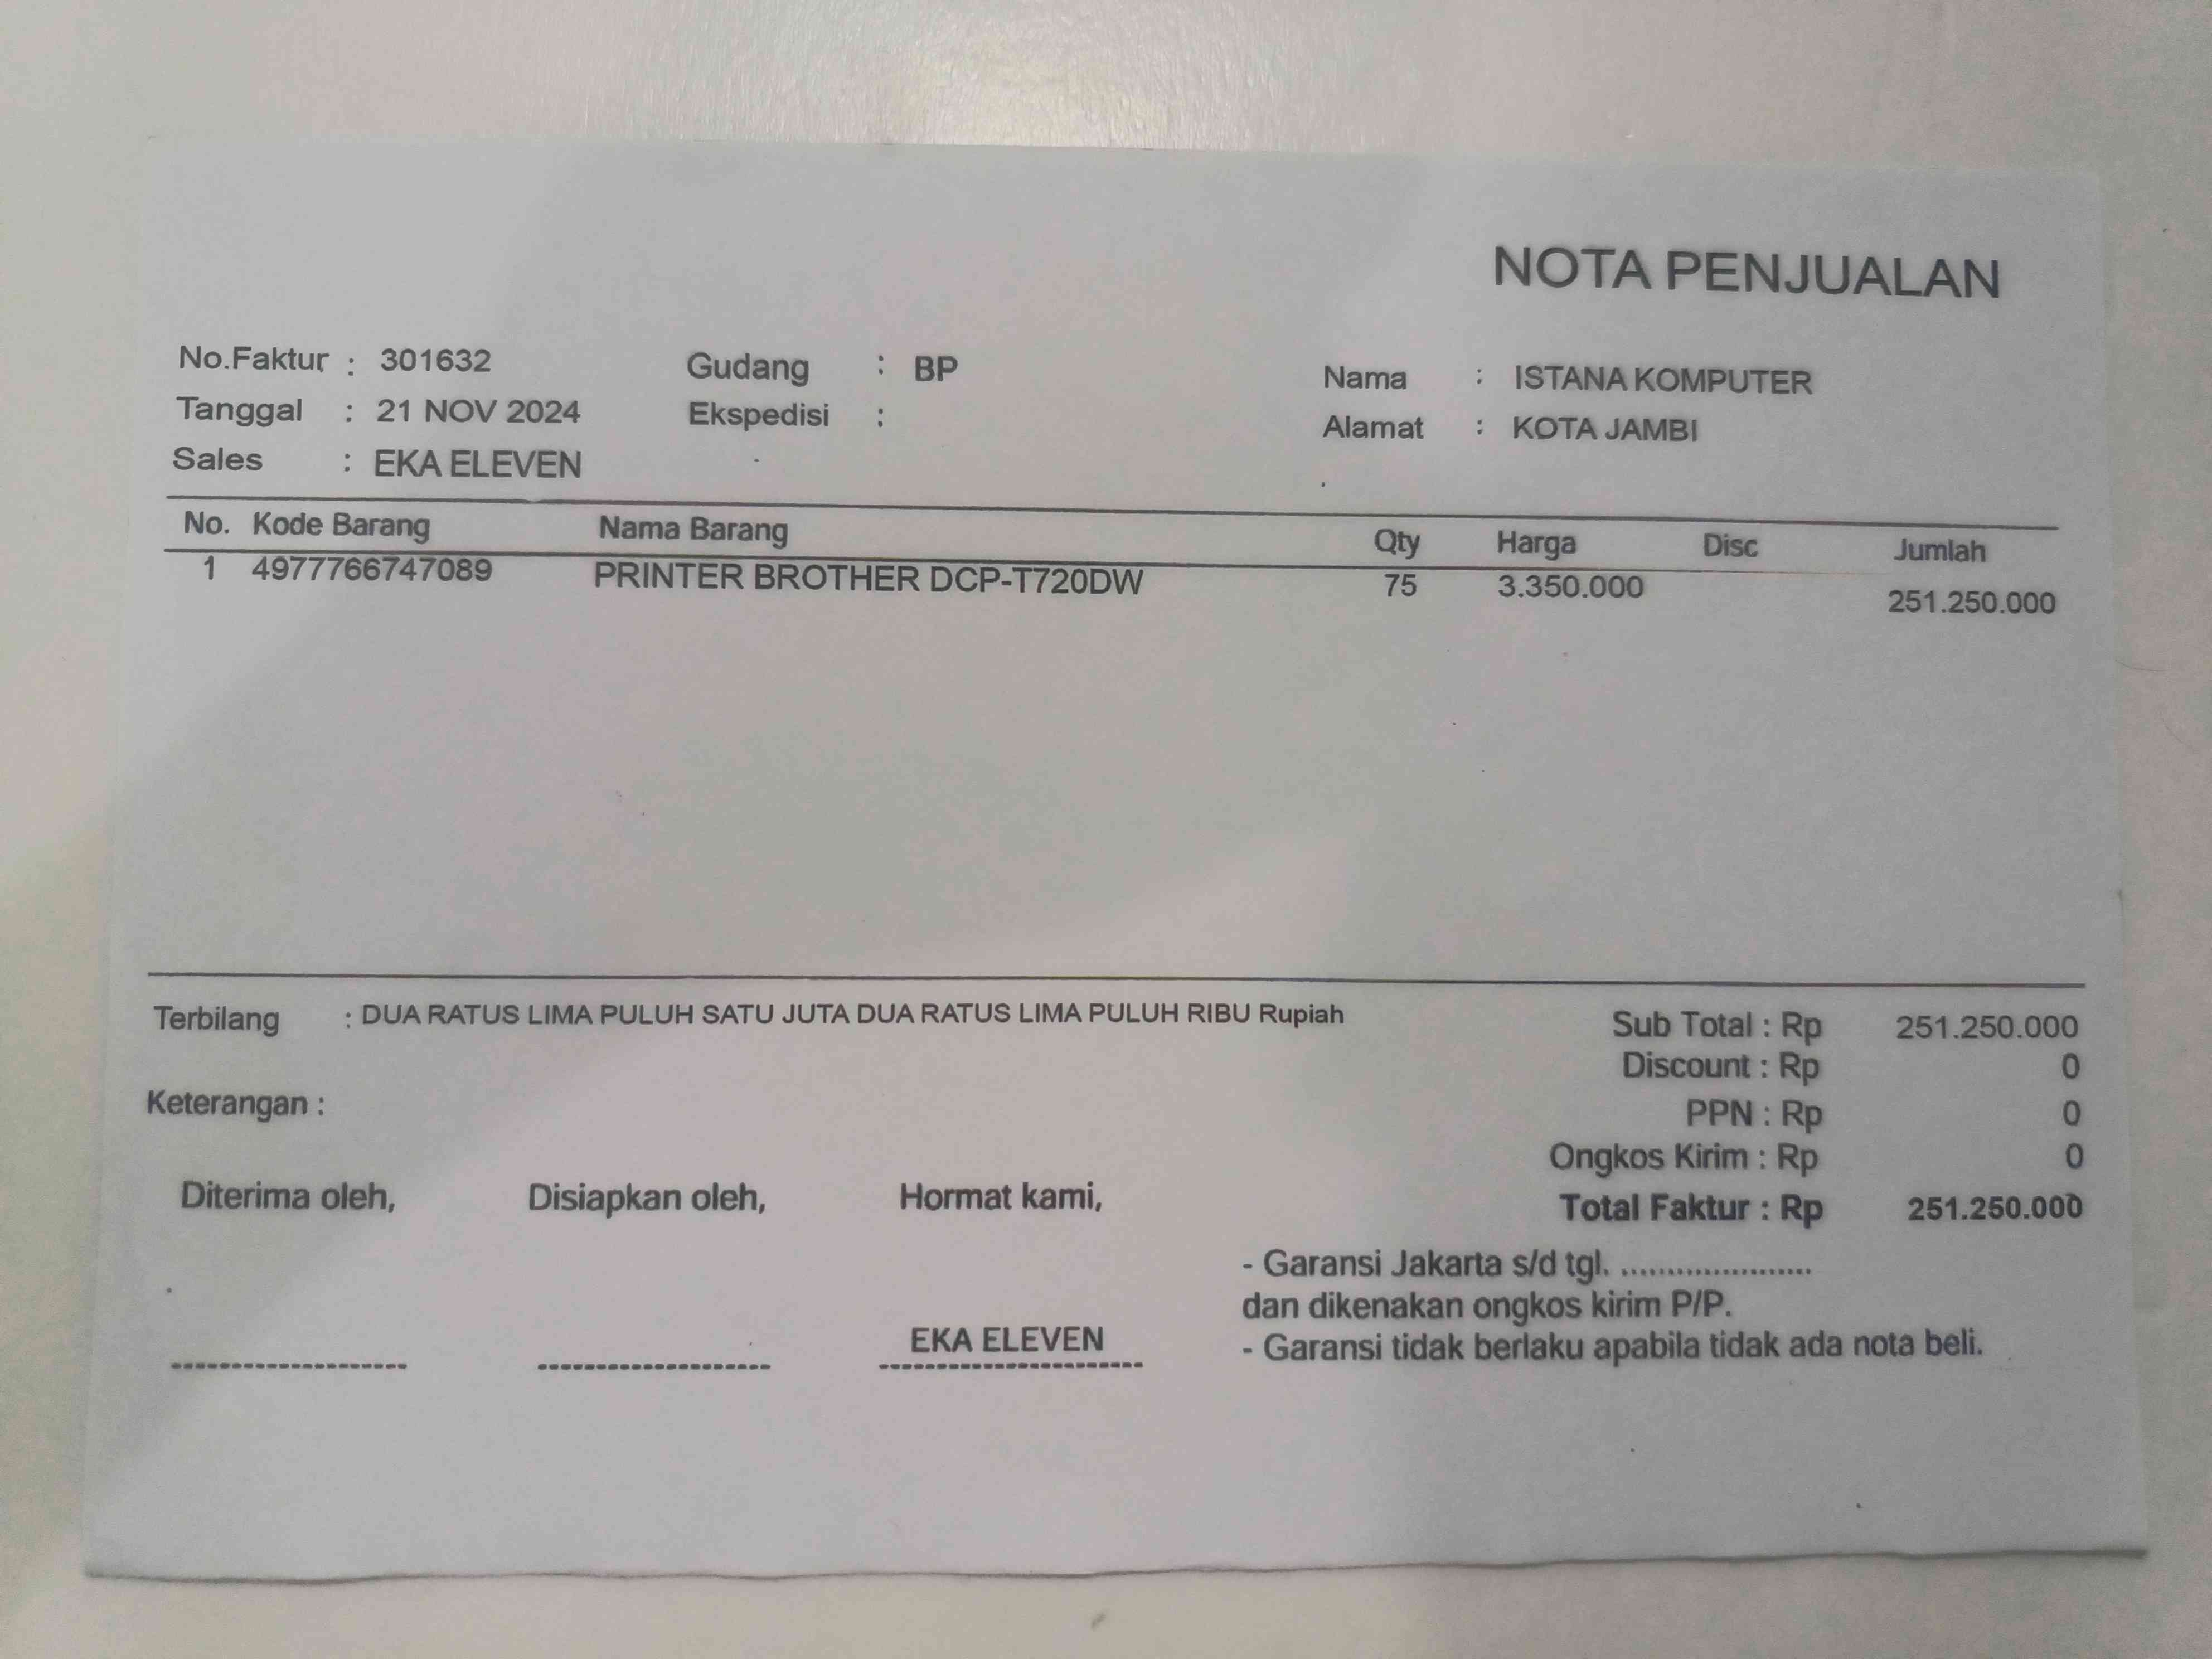 NOTA PENJUALAN
No.Faktur : 301632 Gudang : BP Nama : ISTANA KOMPUTER
Tanggal : 21 NOV 2024 Ekspedisi : Alamat : KOTA JAMBI
Sales : EKA ELEVEN
No. Kode Barang Nama Barang Qty Harga Disc Jumlah
1 4977766747089 PRINTER BROTHER DCP-T720DW 75 3.350.000 251.250.000
Terbilang : DUA RATUS LIMA PULUH SATU JUTA DUA RATUS LIMA PULUH RIBU Rupiah Sub Total : Rp 251.250.000
Discount : Rp 0
Keterangan : PPN : Rp 0
Ongkos Kirim : Rp 0
Diterima oleh, Disiapkan oleh, Hormat kami, Total Faktur : Rp 251.250.000
- Garansi Jakarta s/d tgl. ......................
dan dikenakan ongkos kirim P/P.
EKA ELEVEN - Garansi tidak berlaku apabila tidak ada nota beli.